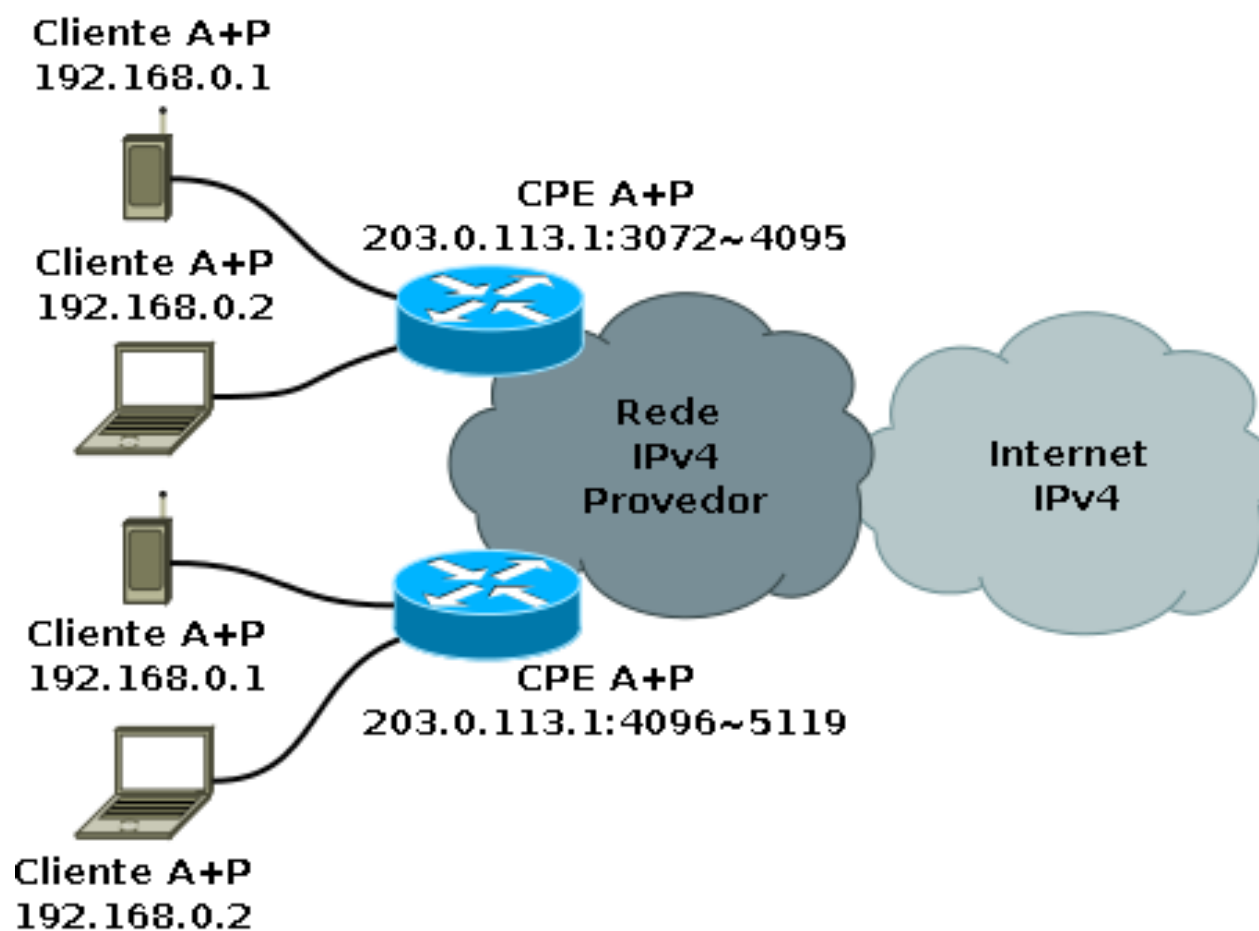 Cliente A+P
192.168.0.1
CPE A+P
203.0.113.1:3072~4095
Cliente A+P
192.168.0.2
Rede
IPv4
Provedor
Internet
IPv4
Cliente A+P
192.168.0.1
CPE A+P
203.0.113.1:4096~5119
Cliente A+P
192.168.0.2